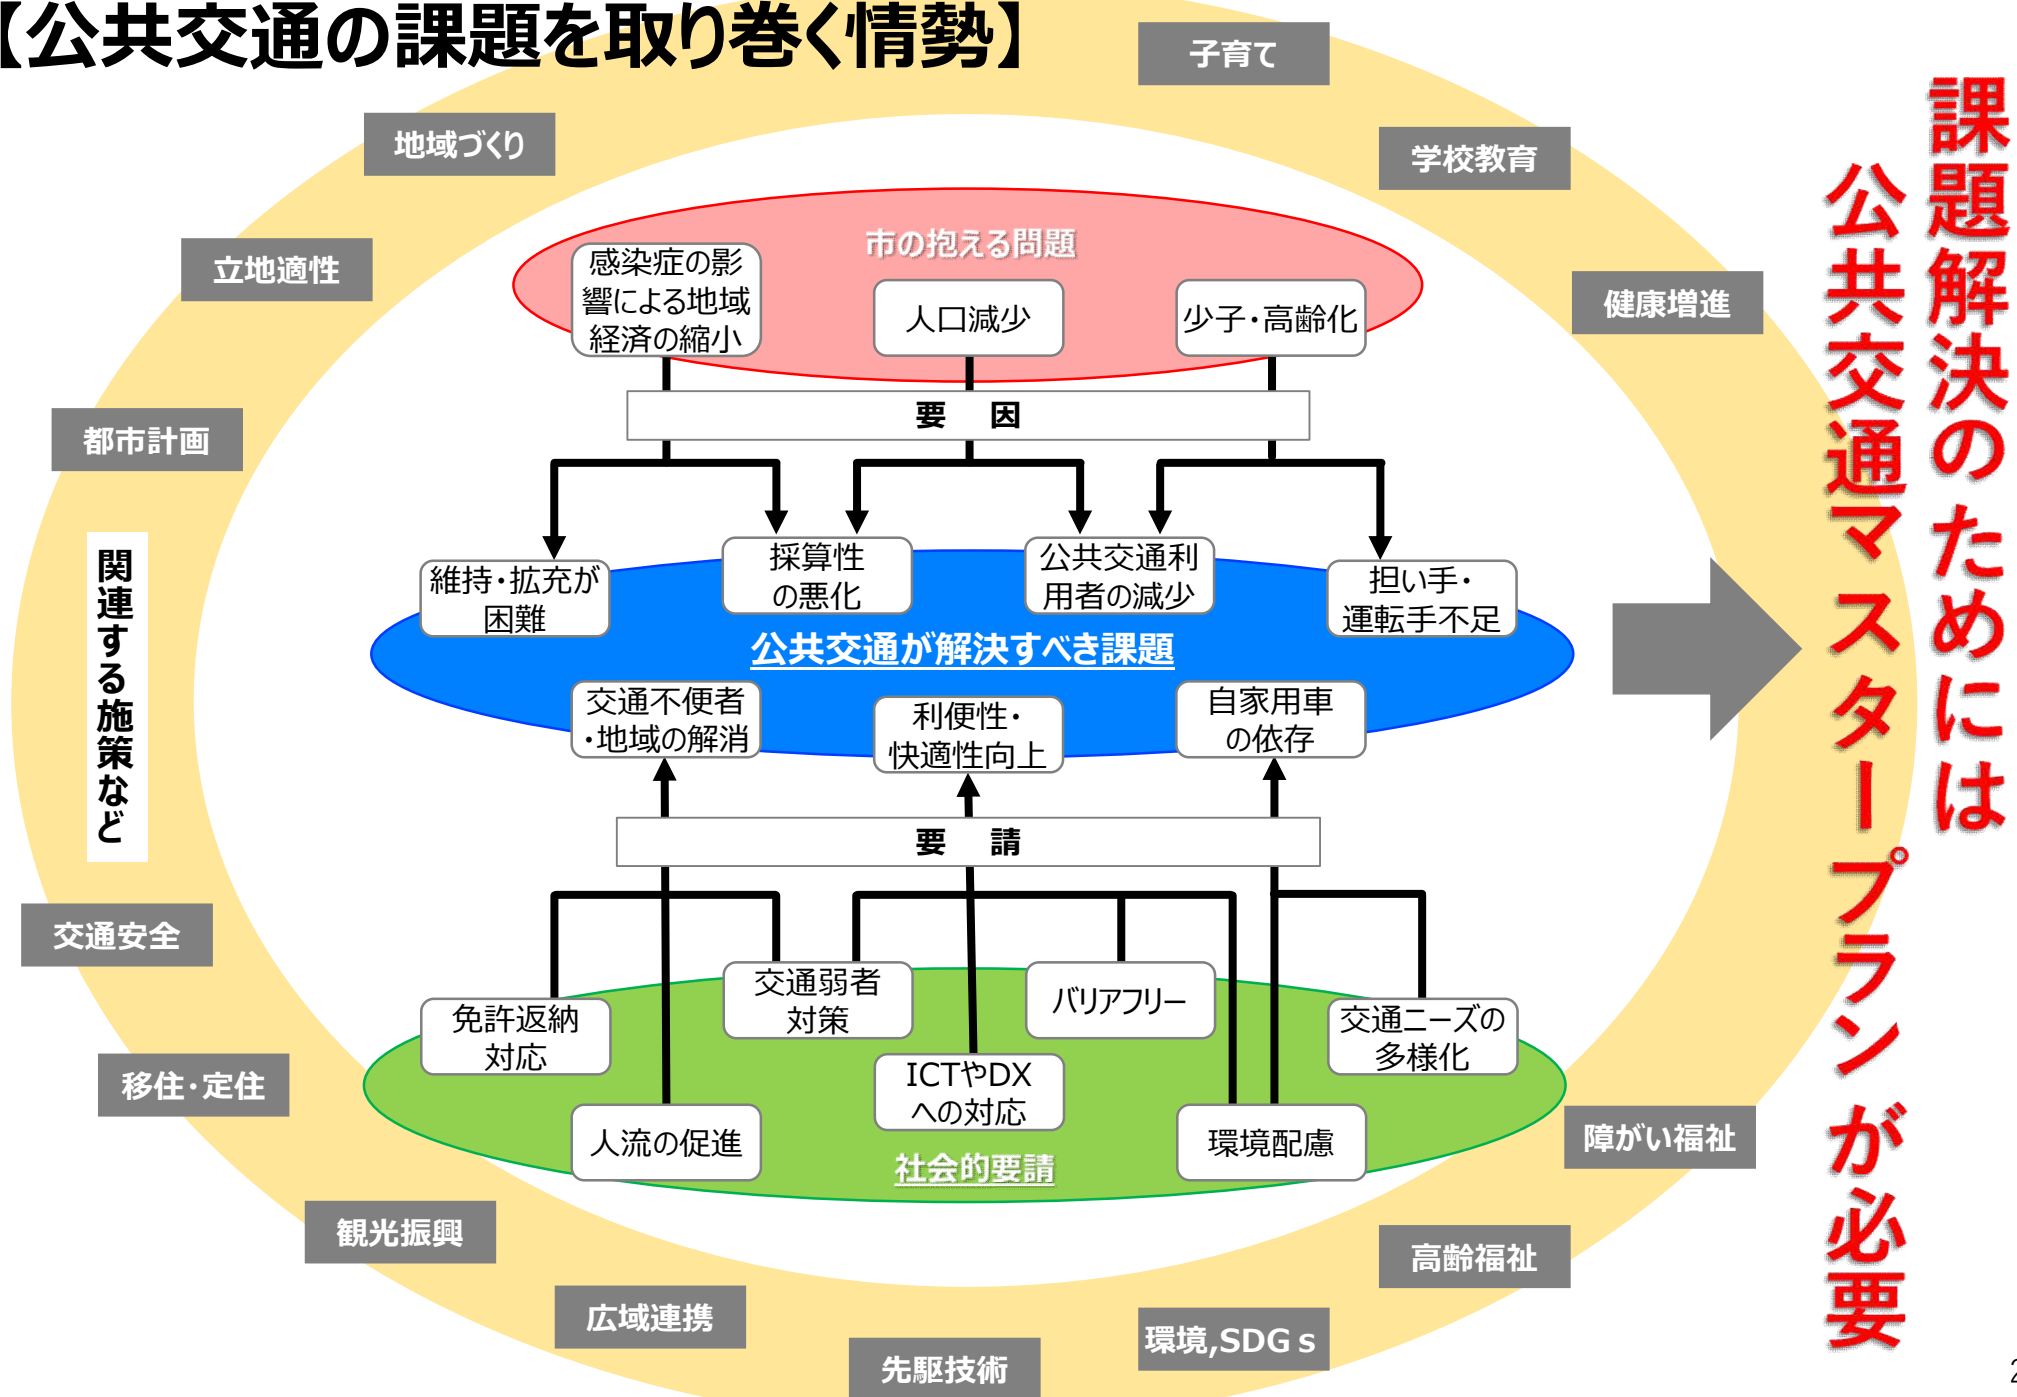 【公共交通の課題を取り巻く情勢】
子育て
地域づくり
学校教育
立地適性
健康増進
都市計画
関連する施策など
交通安全
移住・定住
観光振興
広域連携
先駆技術
環境,SDGｓ
高齢福祉
障がい福祉
市の抱える問題
感染症の影
響による地域
経済の縮小
人口減少
少子・高齢化
要　因
維持・拡充が
困難
採算性
の悪化
公共交通利
用者の減少
担い手・
運転手不足
公共交通が解決すべき課題
交通不便者
・地域の解消
利便性・
快適性向上
自家用車
の依存
要　請
免許返納
対応
交通弱者
対策
バリアフリー
交通ニーズの
多様化
人流の促進
ICTやDX
への対応
環境配慮
社会的要請
課題解決のためには
公共交通マスタープランが必要
2